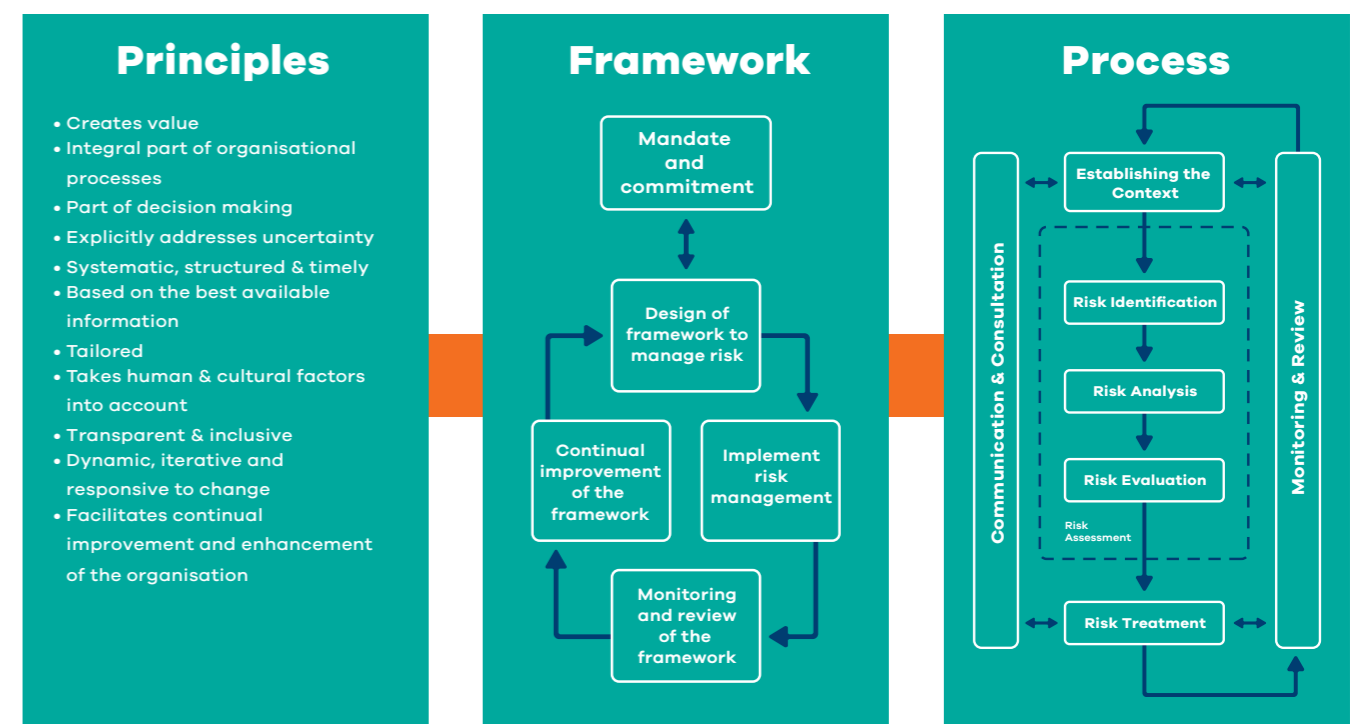 Principles
• Creates value
• Integral part of organisational
processes
• Part of decision making
• Explicitly addresses uncertainty
• Systematic, structured & timely
• Based on the best available
information
• Tailored
• Takes human & cultural factors
into account
• Transparent & inclusive
• Dynamic, iterative and
responsive to change
• Facilitates continual
improvement and enhancement
of the organisation
Framework
Mandate
and
commitment
Design of
framework to
manage risk
Continual
improvement
of the
framework
Implement
risk
management
Monitoring
and review
of the
framework
Process
Communication & Consultation
Establishing the
Context
Risk Identification
Risk Analysis
Risk Evaluation
Risk
Assessment
Risk Treatment
Monitoring & Review